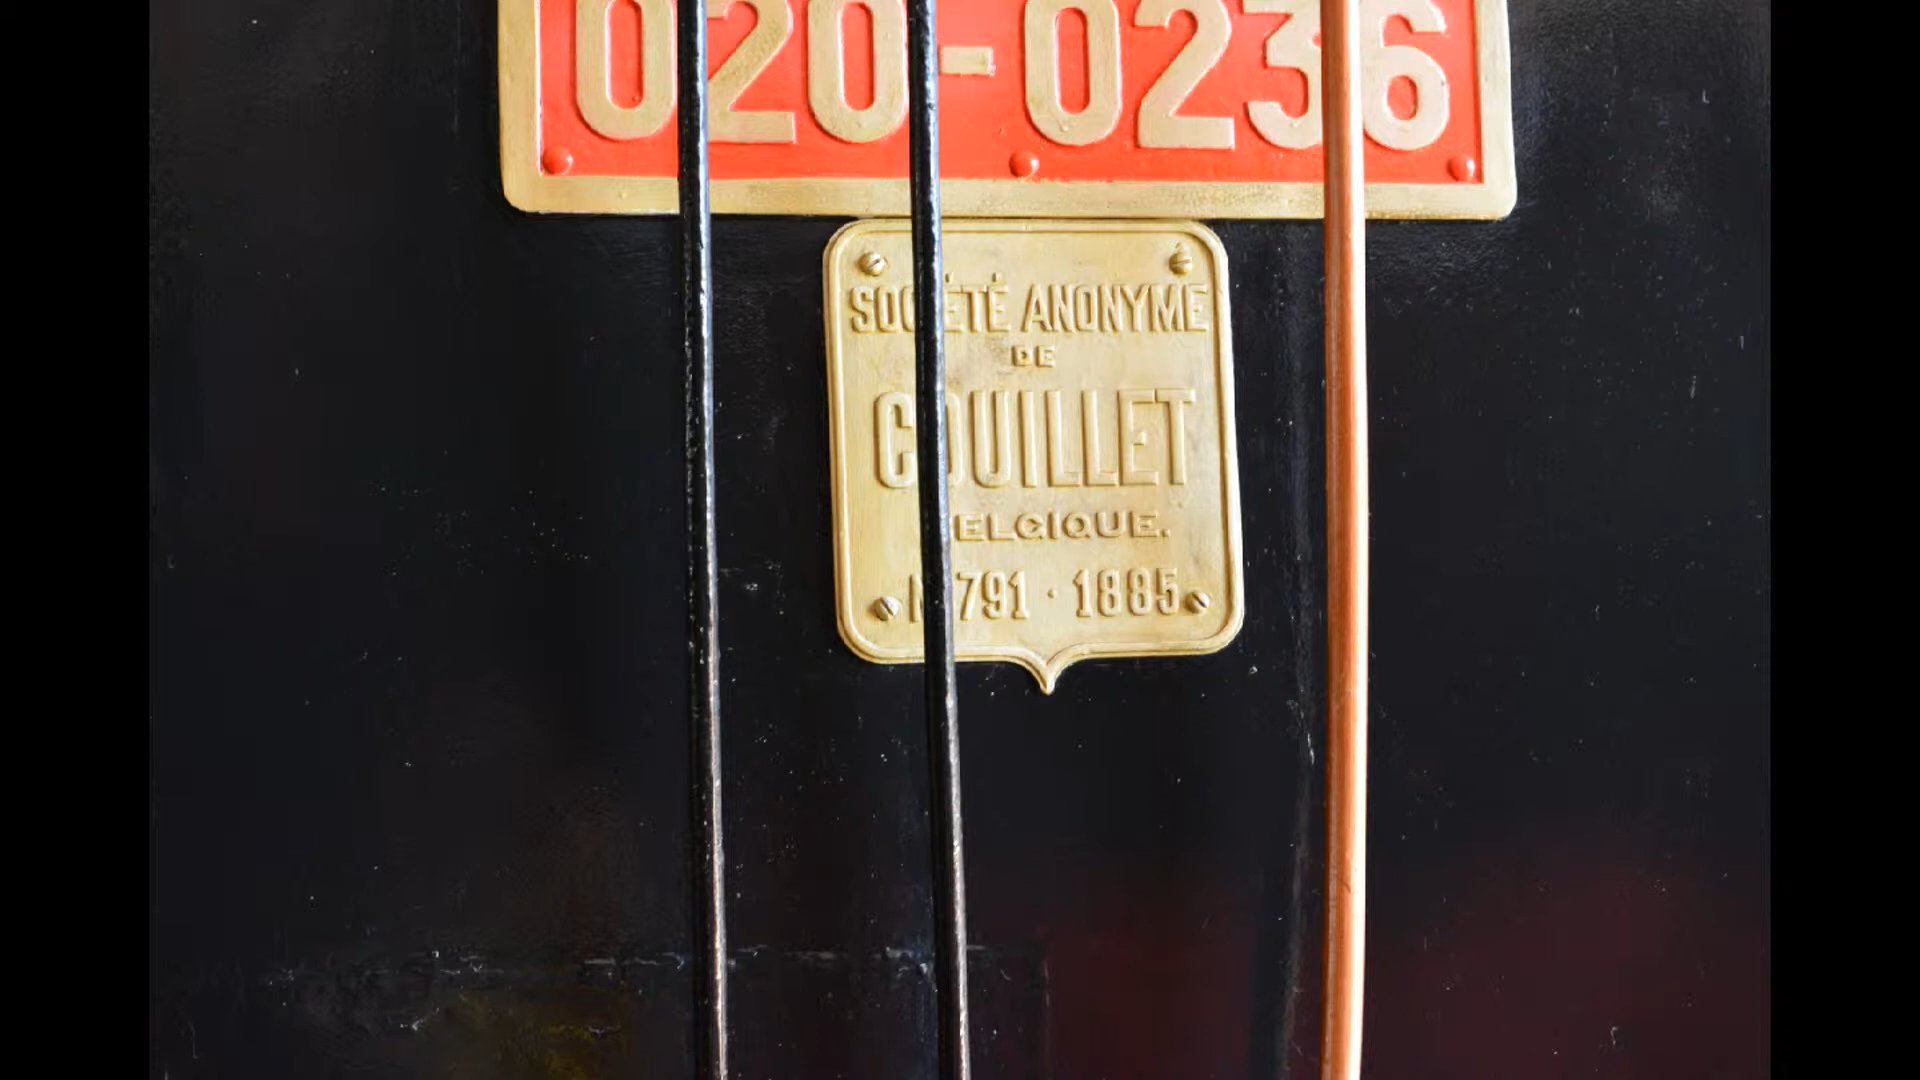 020-0236
SOCIÉTÉ ANONYME
DE
COUILLET
BELGIQUE.
N 791 · 1885